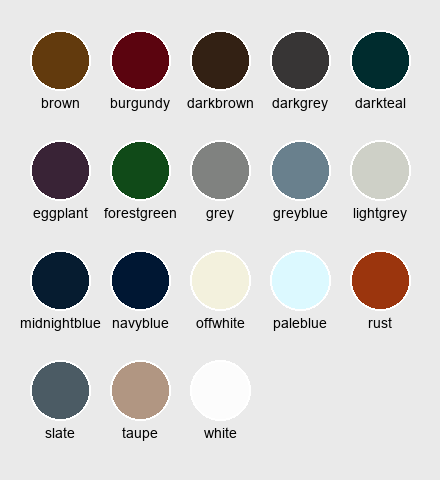 brown burgundy darkbrown darkgrey darkteal
eggplant forestgreen grey greyblue lightgrey
midnightblue navyblue offwhite paleblue rust
slate taupe white